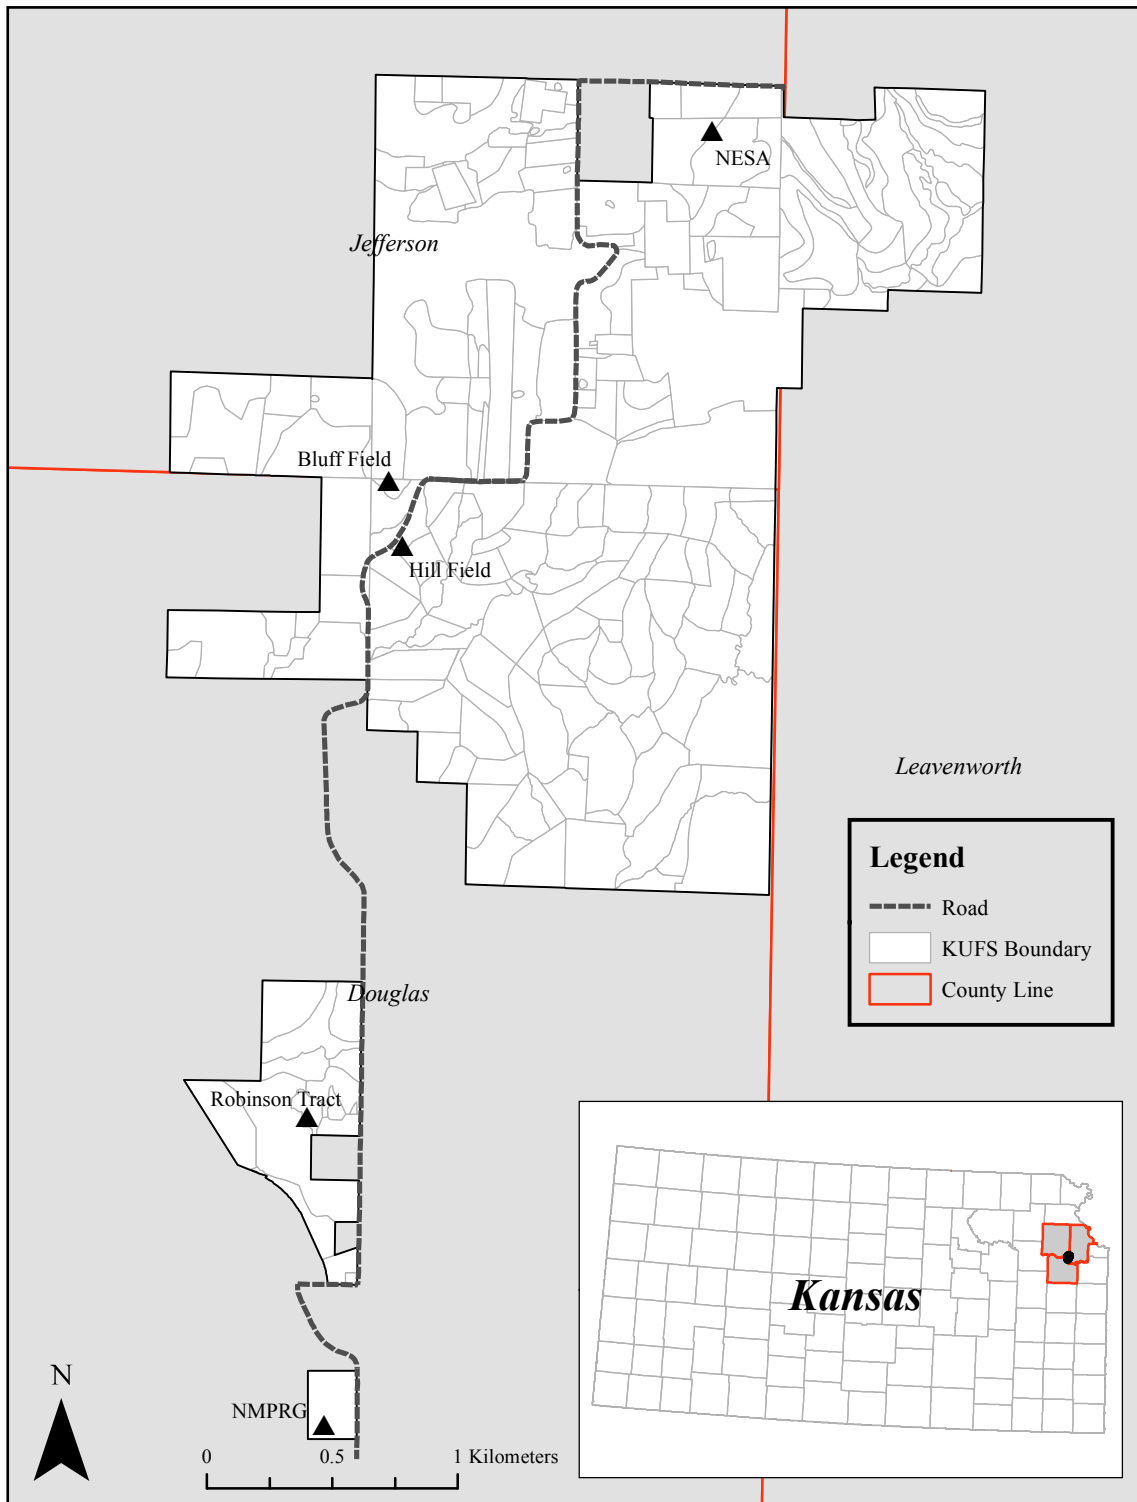 NESA
Jefferson
Bluff Field
Hill Field
Leavenworth
Legend
Road
KUFS Boundary
County Line
Douglas
Robinson Tract
Kansas
N
NMPRG
0
0.5
1 Kilometers